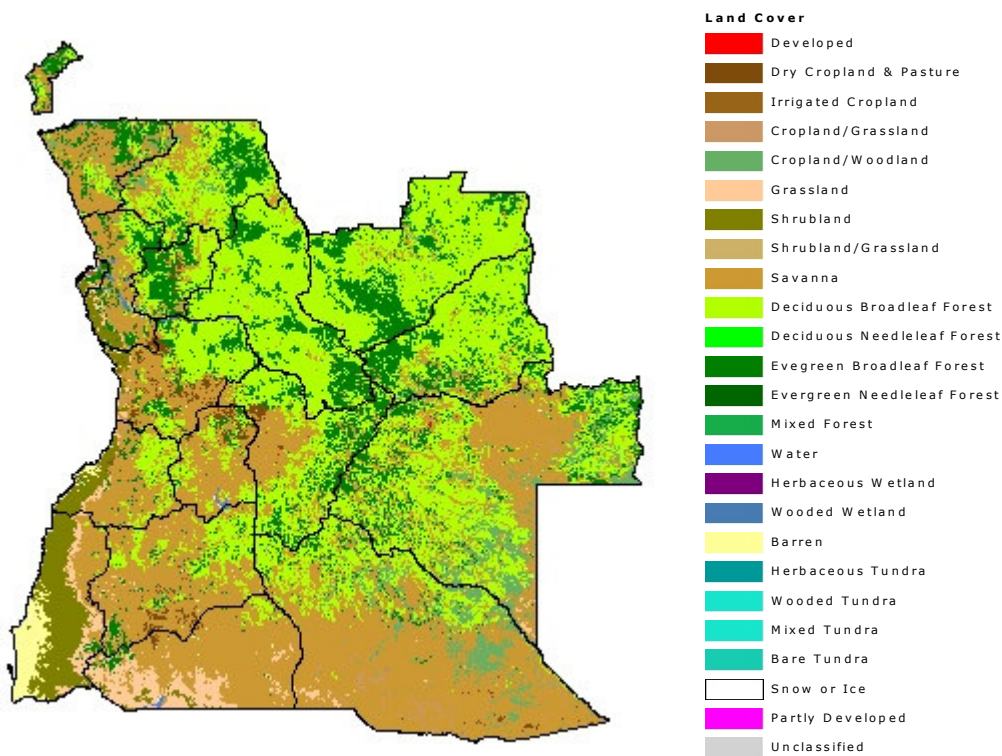 Land Cover
Developed
Dry Cropland & Pasture
Irrigated Cropland
Cropland/Grassland
Cropland/Woodland
Grassland
Shrubland
Shrubland/Grassland
Savanna
Deciduous Broadleaf Forest
Deciduous Needleleaf Forest
Evegreen Broadleaf Forest
Evergreen Needleleaf Forest
Mixed Forest
Water
Herbaceous Wetland
Wooded Wetland
Barren
Herbaceous Tundra
Wooded Tundra
Mixed Tundra
Bare Tundra
Snow or Ice
Partly Developed
Unclassified